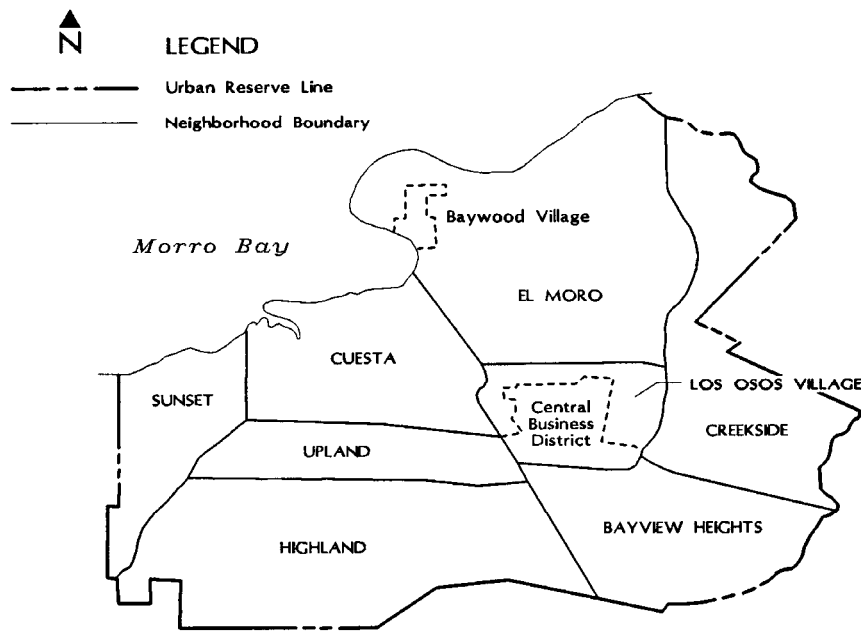 N
LEGEND
Urban Reserve Line
Neighborhood Boundary
Baywood Village
Morro Bay
EL MORO
CUESTA
LOS OSOS VILLAGE
SUNSET
Central
Business
District
CREEKSIDE
UPLAND
BAYVIEW HEIGHTS
HIGHLAND